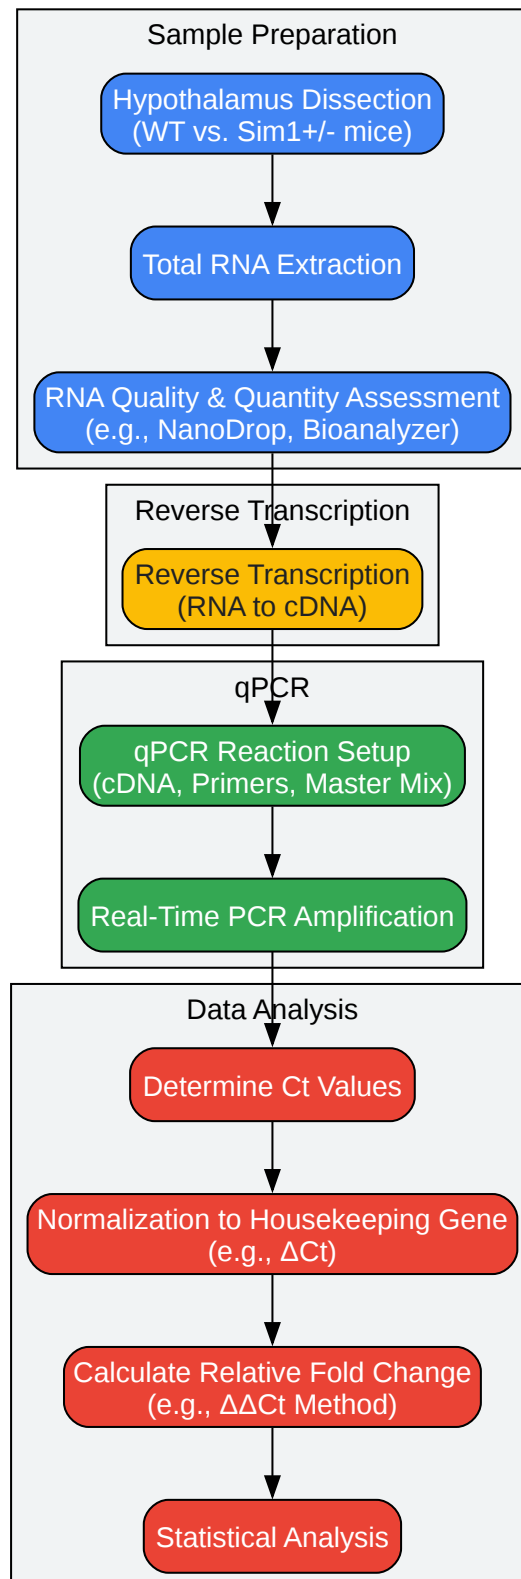 Sample Preparation
Hypothalamus Dissection
(WT vs. Sim1+/- mice)
Total RNA Extraction
RNA Quality & Quantity Assessment
(e.g., NanoDrop, Bioanalyzer)
Reverse Transcription
Reverse Transcription
(RNA to cDNA)
qPCR
qPCR Reaction Setup
(cDNA, Primers, Master Mix)
Real-Time PCR Amplification
Data Analysis
Determine Ct Values
Normalization to Housekeeping Gene
(e.g., ΔCt)
Calculate Relative Fold Change
(e.g., ΔΔCt Method)
Statistical Analysis